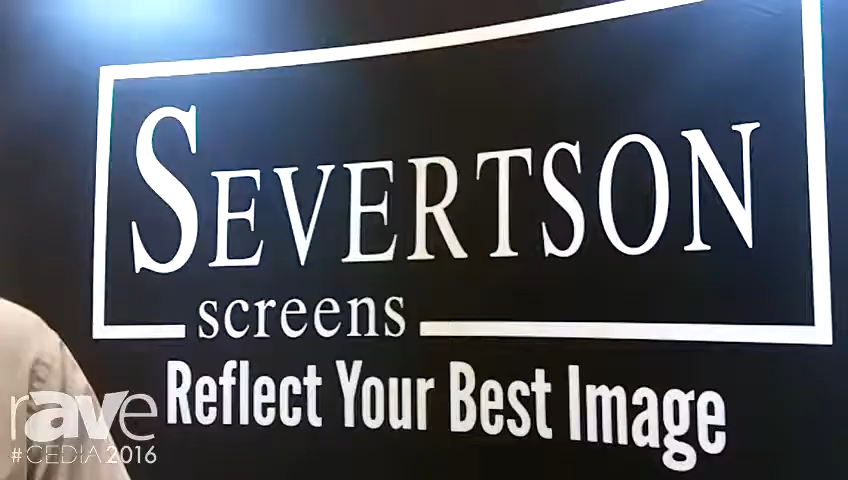 SEVERTSON
screens
Reflect Your Best Image
rAVe
#CEDIA2016